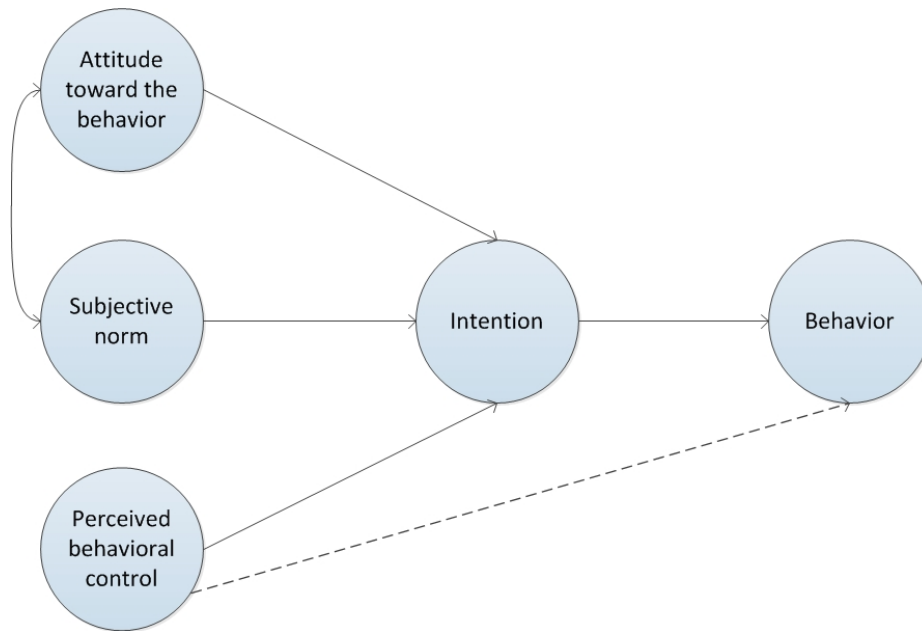 Attitude
toward the
behavior
Subjective
norm
Intention
Behavior
Perceived
behavioral
control